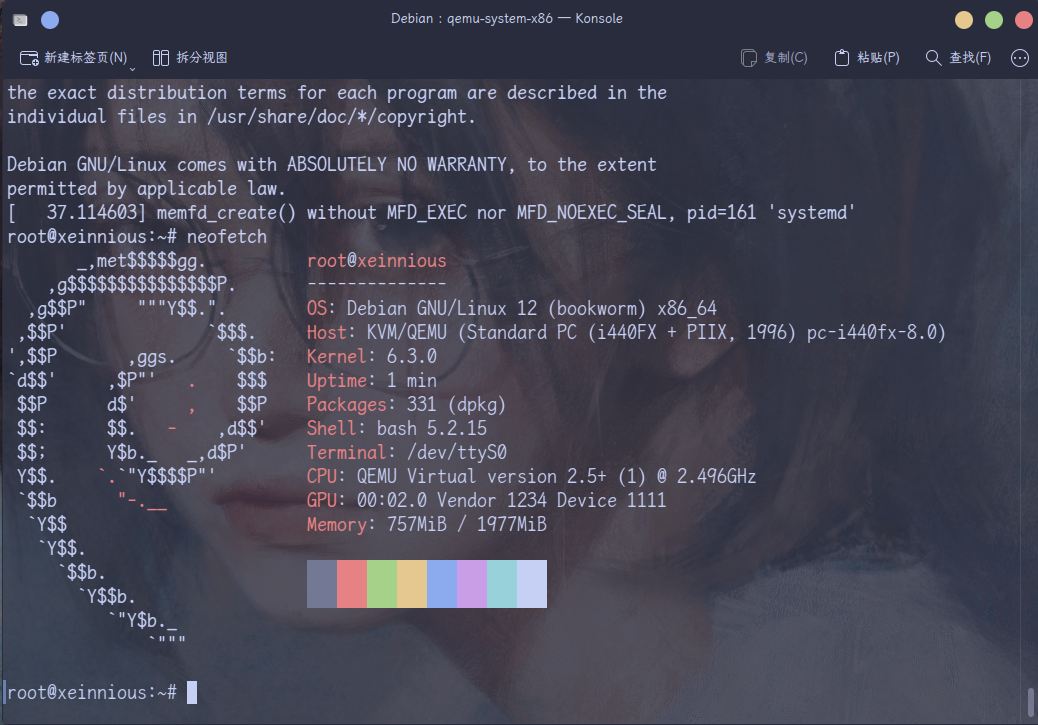 Debian : qemu-system-x86 — Konsole
新建标签页(N) 拆分视图 复制(C) 粘贴(P) 查找(F)
the exact distribution terms for each program are described in the
individual files in /usr/share/doc/*/copyright.
Debian GNU/Linux comes with ABSOLUTELY NO WARRANTY, to the extent
permitted by applicable law.
[   37.114603] memfd_create() without MFD_EXEC nor MFD_NOEXEC_SEAL, pid=161 'systemd'
root@xeinnious:~# neofetch
       _,met$$$$$gg.          root@xeinnious
    ,g$$$$$$$$$$$$$$$P.       --------------
  ,g$$P"     """Y$$.".        OS: Debian GNU/Linux 12 (bookworm) x86_64
 ,$$P'              `$$$.     Host: KVM/QEMU (Standard PC (i440FX + PIIX, 1996) pc-i440fx-8.0)
',$$P       ,ggs.     `$$b:   Kernel: 6.3.0
`d$$'     ,$P"'   .    $$$    Uptime: 1 min
 $$P      d$'     ,    $$P    Packages: 331 (dpkg)
 $$:      $$.   -    ,d$$'    Shell: bash 5.2.15
 $$;      Y$b._   _,d$P'      Terminal: /dev/ttyS0
 Y$$.    `.`"Y$$$$P"'         CPU: QEMU Virtual version 2.5+ (1) @ 2.496GHz
 `$$b      "-.__              GPU: 00:02.0 Vendor 1234 Device 1111
  `Y$$                        Memory: 757MiB / 1977MiB
   `Y$$.
     `$$b.
       `Y$$b.
          `"Y$b._
              `"""
root@xeinnious:~#